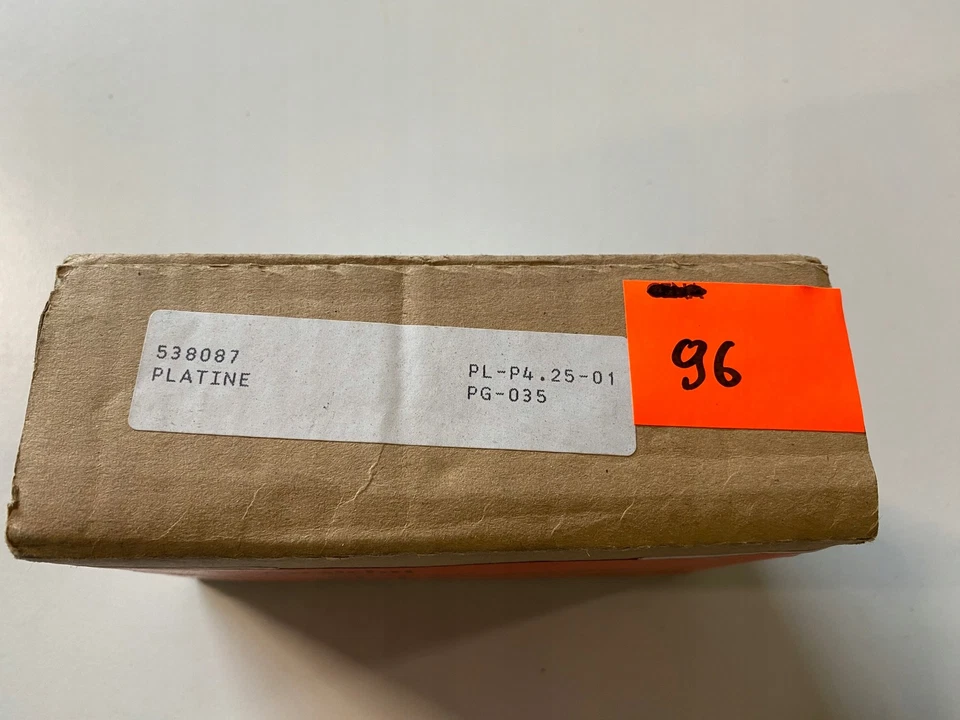 538087
PLATINE
PL-P4.25-01
PG-035
96